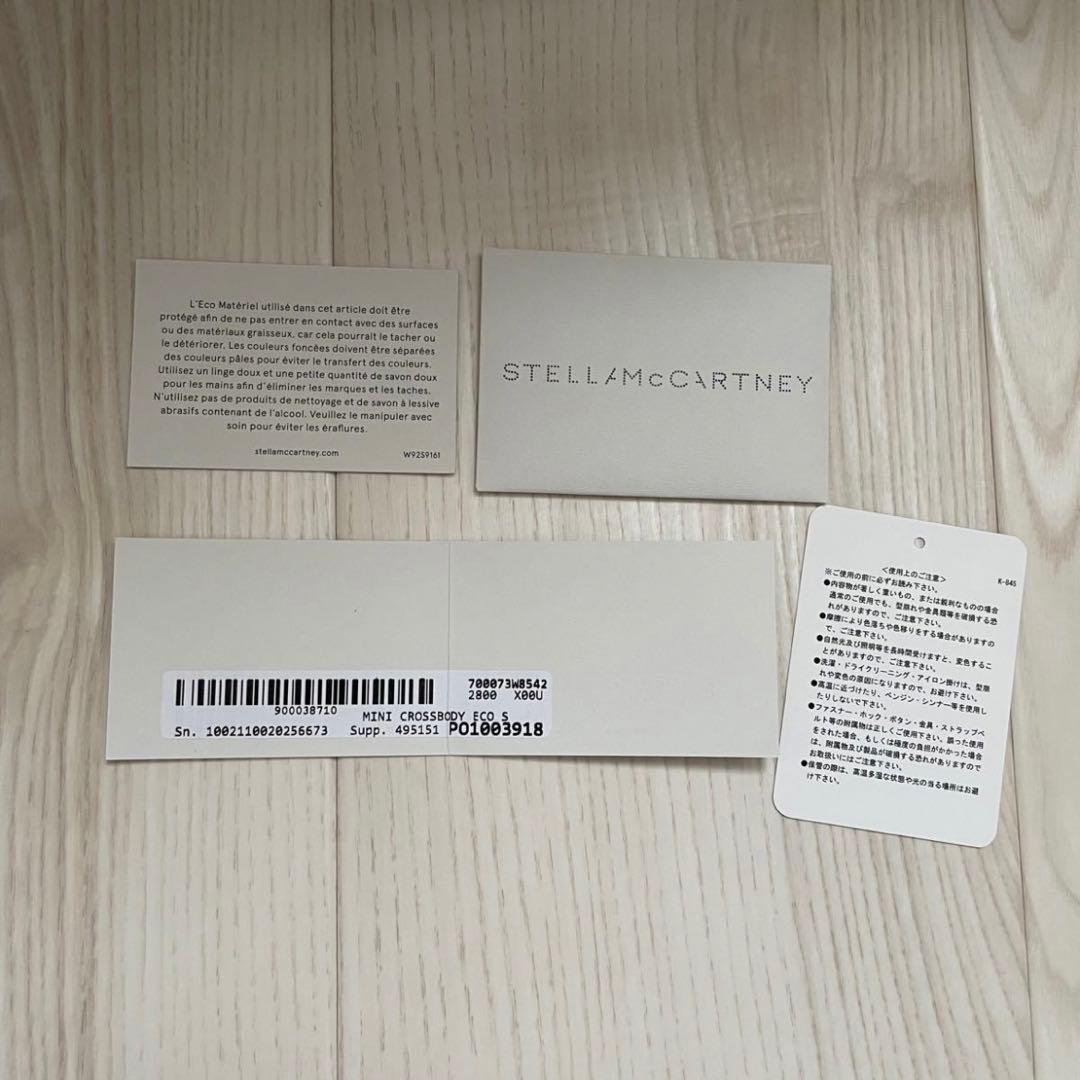 L'Eco Matériel utilisé dans cet article doit être
protégé afin de ne pas entrer en contact avec des surfaces
ou des matériaux graisseux, car cela pourrait le tacher ou
le détériorer. Les couleurs foncées doivent être séparées
des couleurs pâles pour éviter le transfert des couleurs.
Utilisez un linge doux et une petite quantité de savon doux
pour les mains afin d'éliminer les marques et les taches.
N'utilisez pas de produits de nettoyage et de savon à lessive
abrasifs contenant de l'alcool. Veuillez le manipuler avec
soin pour éviter les éraflures.
stellamccartney.com
W92S9161
STELLAMcCARTNEY
700073W8542
2800 X00U
900038710
MINI CROSSBODY ECO S
Sn. 1002110020256673 Supp. 495151 PO1003918
<使用上のご注意>
K-845
※ご使用の前に必ずお読み下さい。
●内容物が著しく重いもの、または鋭利なものの場合
通常のご使用でも、型崩れや金具類等を破損する恐
れがありますので、ご注意下さい。
●摩擦により色落ちや色移りをする場合がありますの
で、ご注意下さい。
●自然光及び照明等を長時間受けますと、変色するこ
とがありますので、ご注意下さい。
●洗濯・ドライクリーニング・アイロン掛けは、型崩
れや変色の原因になりますので、お避け下さい。
●高温に近づけたり、ベンジン・シンナー等を使用し
たりしないで下さい。
●ファスナー・ホック・ボタン・金具・ストラップベ
ルト等の附属物は正しくご使用下さい。誤った使用
をされた場合、もしくは極度の負担がかかった場合
は、附属物及び製品が破損する恐れがありますので
お取扱いにはご注意下さい。
●保管の際は、高温多湿な状態や光の当る場所はお避
け下さい。